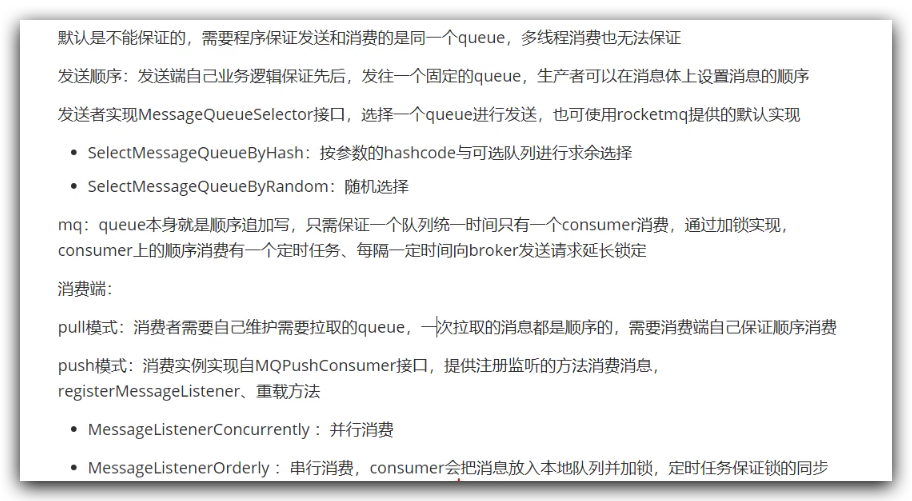 默认是不能保证的，需要程序保证发送和消费的是同一个queue，多线程消费也无法保证
发送顺序：发送端自己业务逻辑保证先后，发往一个固定的queue，生产者可以在消息体上设置消息的顺序
发送者实现MessageQueueSelector接口，选择一个queue进行发送，也可使用rocketmq提供的默认实现
• SelectMessageQueueByHash：按参数的hashcode与可选队列进行求余选择
• SelectMessageQueueByRandom：随机选择
mq：queue本身就是顺序追加写，只需保证一个队列统一时间只有一个consumer消费，通过加锁实现，
consumer上的顺序消费有一个定时任务、每隔一定时间向broker发送请求延长锁定
消费端：
pull模式：消费者需要自己维护需要拉取的queue，一次拉取的消息都是顺序的，需要消费端自己保证顺序消费
push模式：消费实例实现自MQPushConsumer接口，提供注册监听的方法消费消息，
registerMessageListener、重载方法
• MessageListenerConcurrently ：并行消费
• MessageListenerOrderly ：串行消费，consumer会把消息放入本地队列并加锁，定时任务保证锁的同步